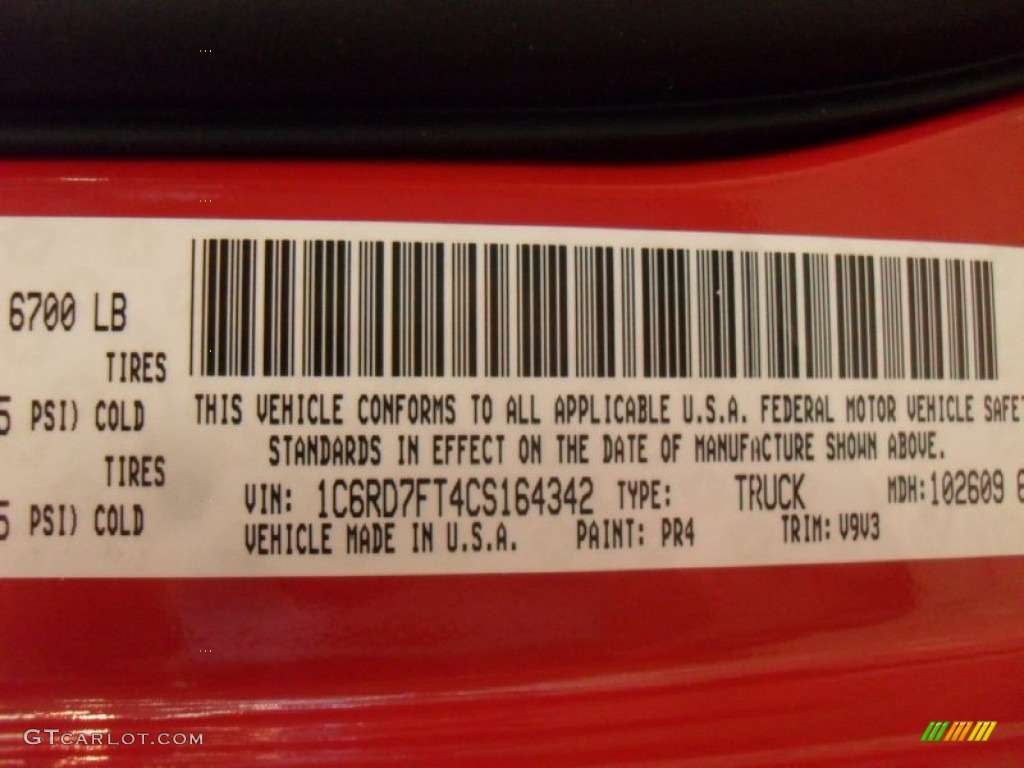 6700 LB
TIRES
5 PSI) COLD
TIRES
5 PSI) COLD
THIS VEHICLE CONFORMS TO ALL APPLICABLE U.S.A. FEDERAL MOTOR VEHICLE SAFET
STANDARDS IN EFFECT ON THE DATE OF MANUFACTURE SHOWN ABOVE.
VIN: 1C6RD7FT4CS164342 TYPE: TRUCK MDH:102609 6
VEHICLE MADE IN U.S.A. PAINT: PR4 TRIM: V9V3
GTCARLOT.COM